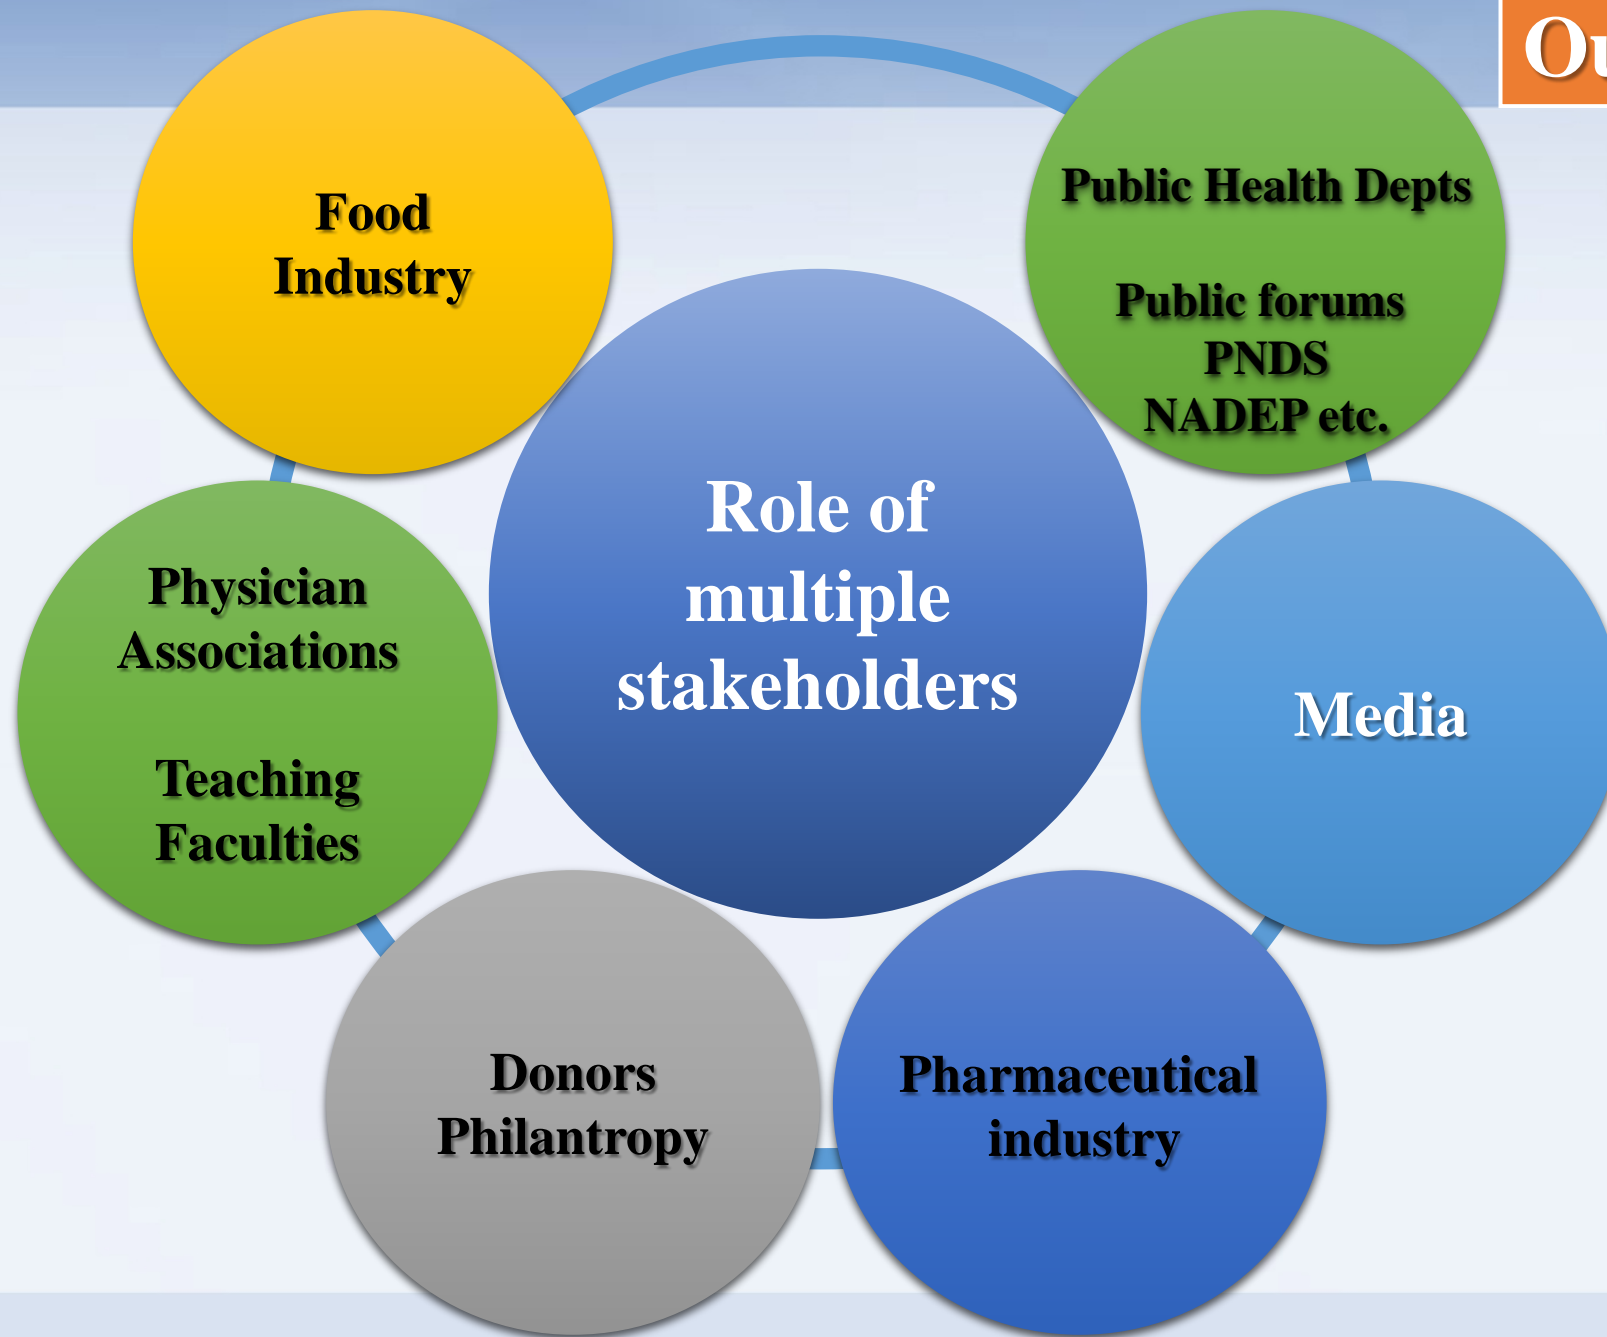 Food
Industry
Public Health Depts
Public forums
PNDS
NADEP etc.
Role of
multiple
stakeholders
Physician
Associations
Teaching
Faculties
Media
Donors
Philantropy
Pharmaceutical
industry